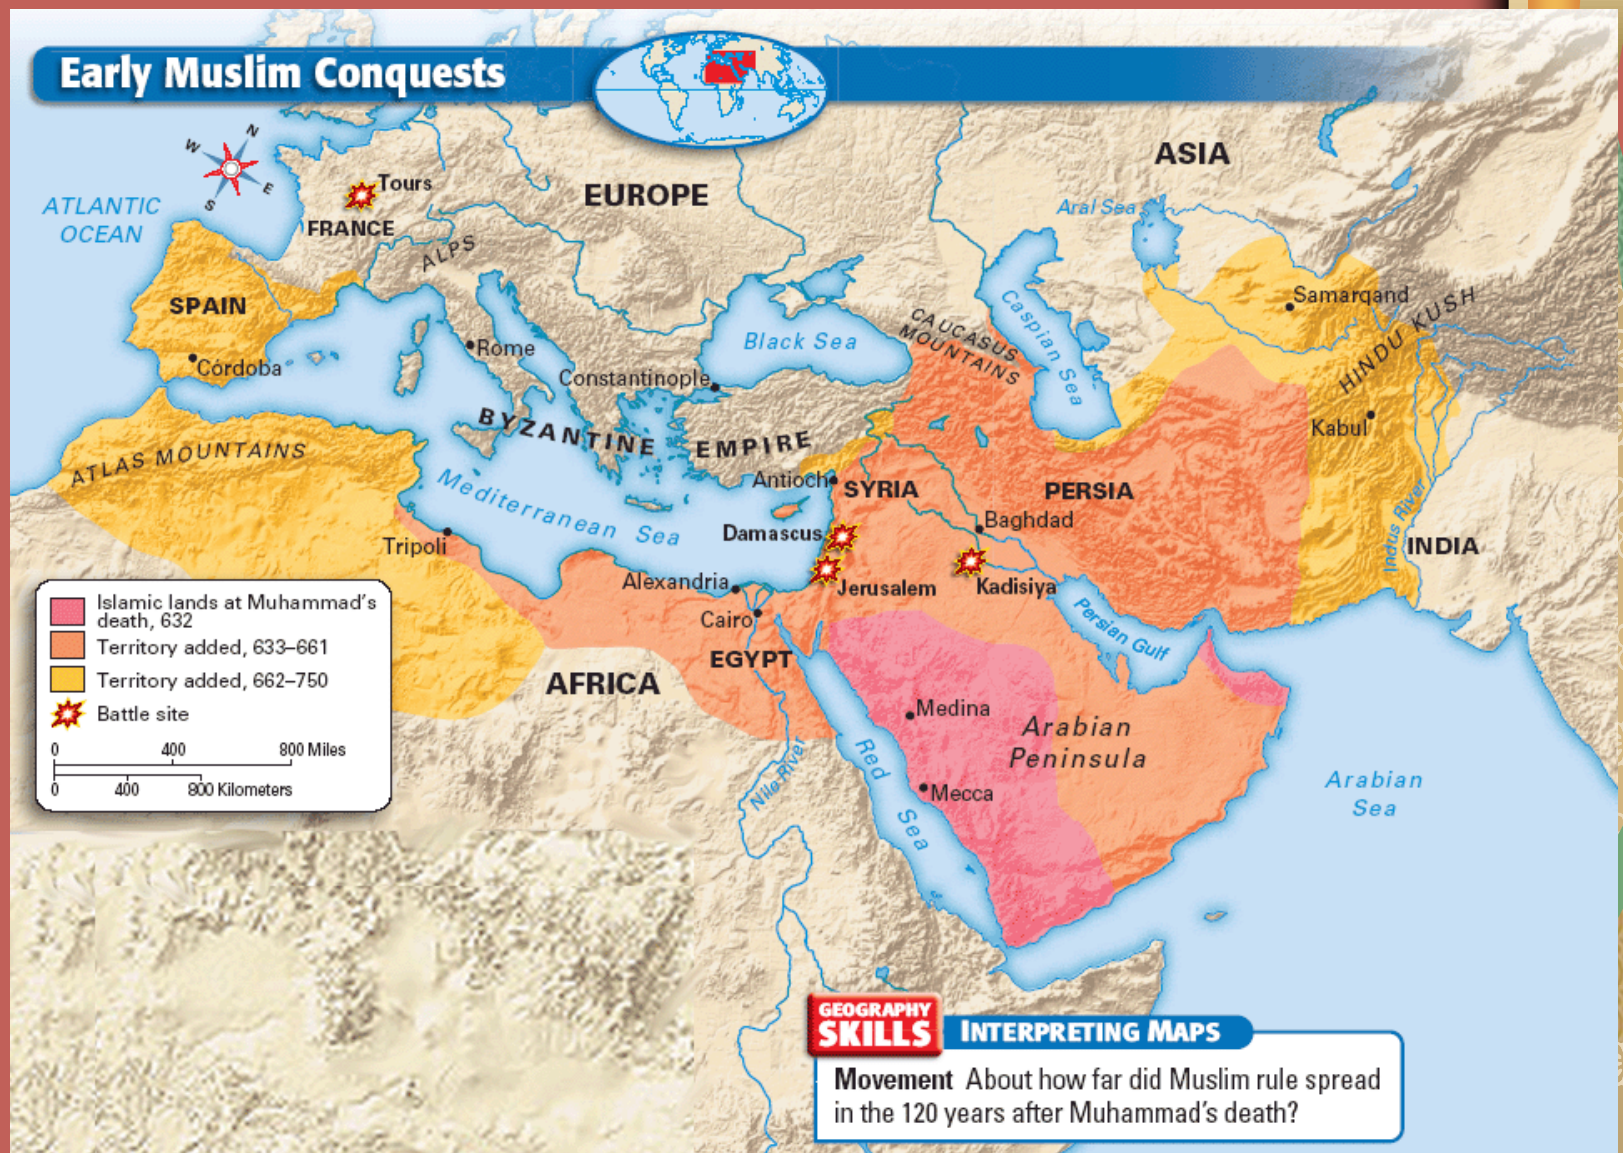 Early Muslim Conquests
N
W
E
S
ATLANTIC
OCEAN
Tours
FRANCE
EUROPE
ASIA
ALPS
Aral Sea
SPAIN
Córdoba
Rome
Constantinople
Black Sea
CAUCASUS
MOUNTAINS
Caspian Sea
Samarqand
HINDU KUSH
Kabul
BYZANTINE EMPIRE
ATLAS MOUNTAINS
Mediterranean Sea
Antioch
SYRIA
PERSIA
Baghdad
Damascus
Tripoli
Indus River
INDIA
Alexandria
Jerusalem
Kadisiya
Cairo
Persian Gulf
EGYPT
AFRICA
Medina
Arabian
Peninsula
Nile River
Red Sea
Mecca
Arabian
Sea
Islamic lands at Muhammad's
death, 632
Territory added, 633–661
Territory added, 662–750
Battle site
0 400 800 Miles
0 400 800 Kilometers
GEOGRAPHY
SKILLS
INTERPRETING MAPS
Movement About how far did Muslim rule spread
in the 120 years after Muhammad's death?